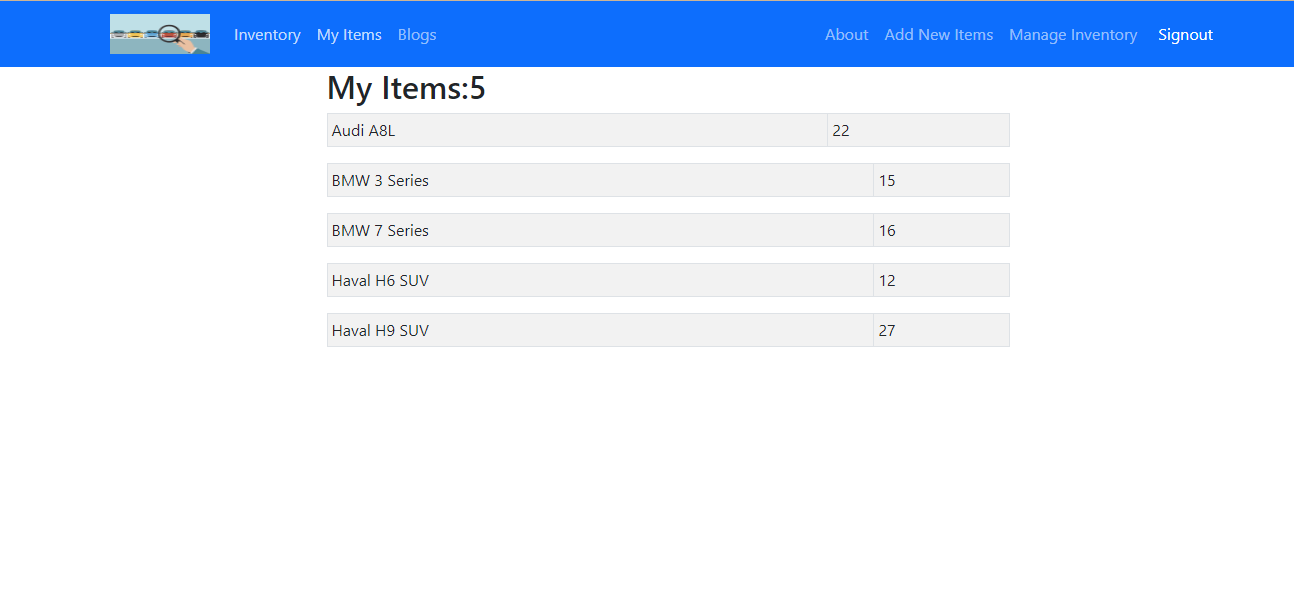 Inventory My Items Blogs About Add New Items Manage Inventory Signout
My Items:5
Audi A8L 22
BMW 3 Series 15
BMW 7 Series 16
Haval H6 SUV 12
Haval H9 SUV 27